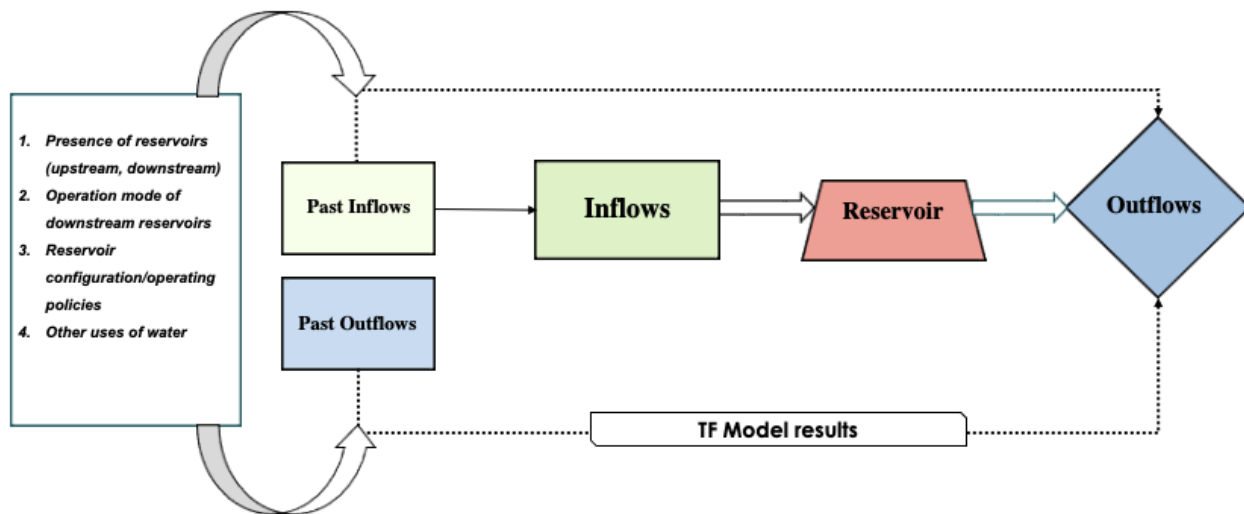 1. Presence of reservoirs
(upstream, downstream)
2. Operation mode of
downstream reservoirs
3. Reservoir
configuration/operating
policies
4. Other uses of water
Past Inflows
Inflows
Reservoir
Outflows
Past Outflows
TF Model results